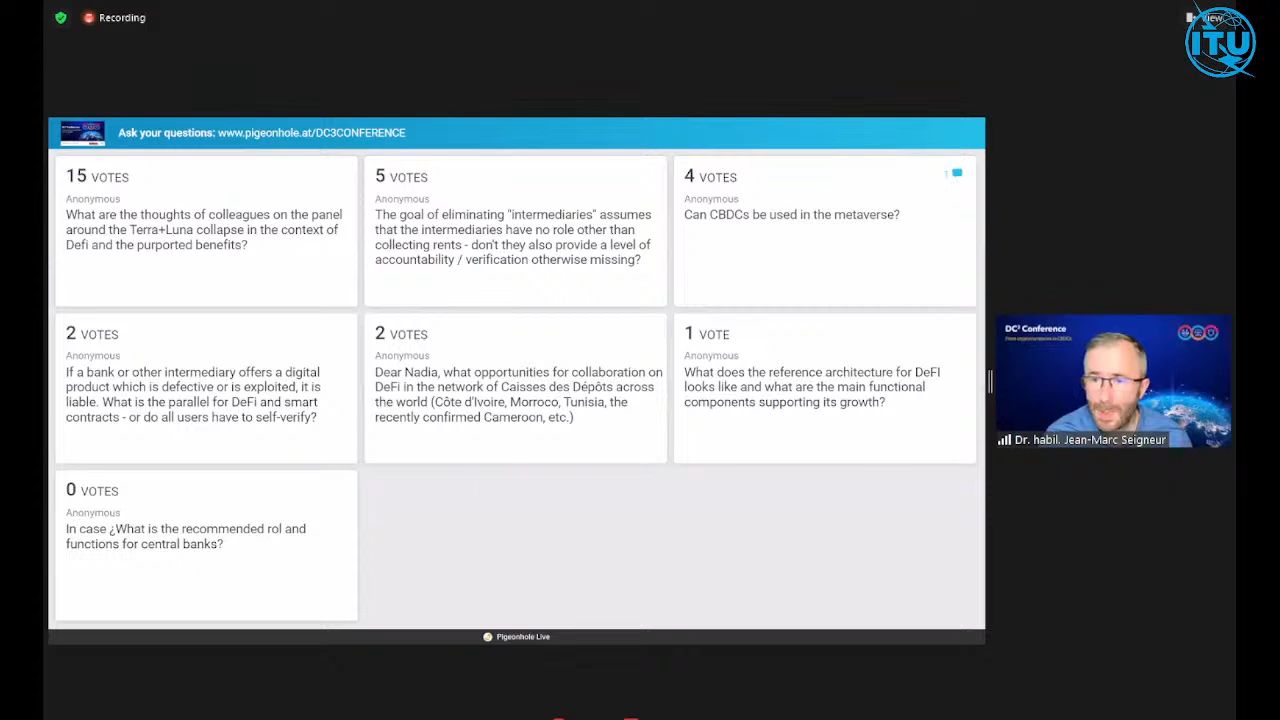 Recording
View
ITU
Ask your questions: www.pigeonhole.at/DC3CONFERENCE
15 VOTES
Anonymous
What are the thoughts of colleagues on the panel
around the Terra+Luna collapse in the context of
Defi and the purported benefits?
5 VOTES
Anonymous
The goal of eliminating "intermediaries" assumes
that the intermediaries have no role other than
collecting rents - don't they also provide a level of
accountability / verification otherwise missing?
4 VOTES
1
Anonymous
Can CBDCs be used in the metaverse?
2 VOTES
Anonymous
If a bank or other intermediary offers a digital
product which is defective or is exploited, it is
liable. What is the parallel for DeFi and smart
contracts - or do all users have to self-verify?
2 VOTES
Anonymous
Dear Nadia, what opportunities for collaboration on
DeFi in the network of Caisses des Dépôts across
the world (Côte d'Ivoire, Morroco, Tunisia, the
recently confirmed Cameroon, etc.)
1 VOTE
Anonymous
What does the reference architecture for DeFI
looks like and what are the main functional
components supporting its growth?
0 VOTES
Anonymous
In case ¿What is the recommended rol and
functions for central banks?
DC³ Conference
From cryptocurrencies to CBDCs
Dr. habil. Jean-Marc Seigneur
Pigeonhole Live